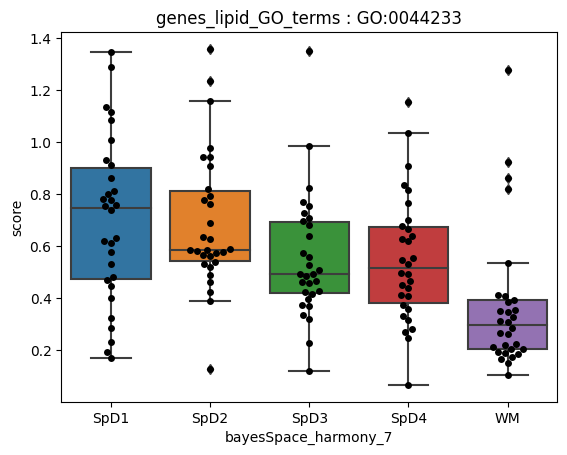 genes_lipid_GO_terms : GO:0044233
1.4
1.2
1.0
0.8
0.6
0.4
0.2
score
SpD1 SpD2 SpD3 SpD4 WM
bayesSpace_harmony_7